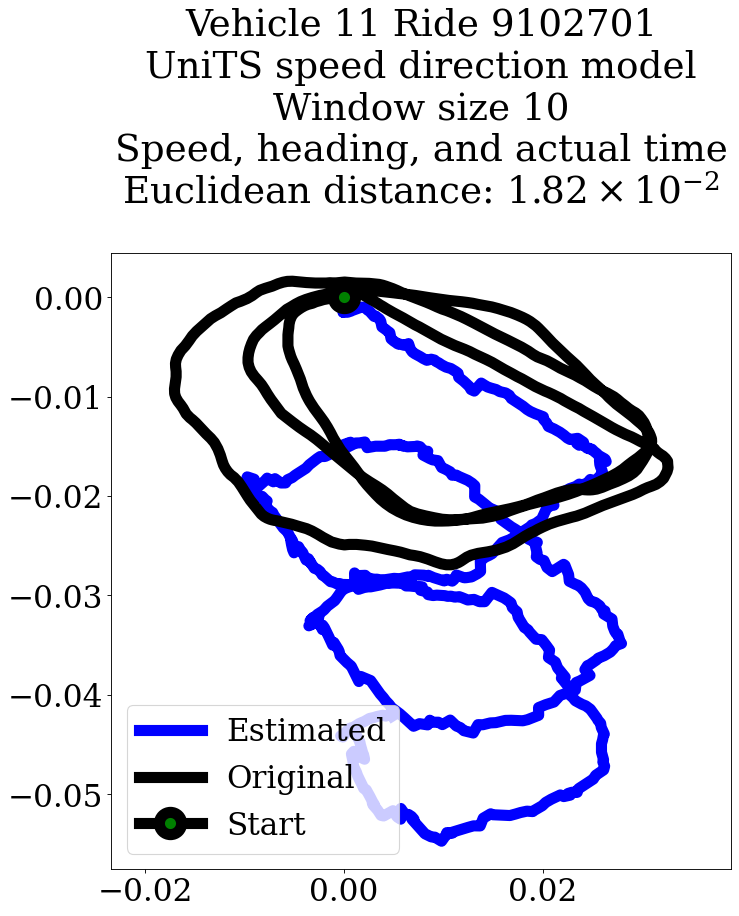 Vehicle 11 Ride 9102701
UniTS speed direction model
Window size 10
Speed, heading, and actual time
Euclidean distance: 1.82 × 10⁻²
0.00
−0.01
−0.02
−0.03
−0.04
−0.05
Estimated
Original
Start
−0.02
0.00
0.02